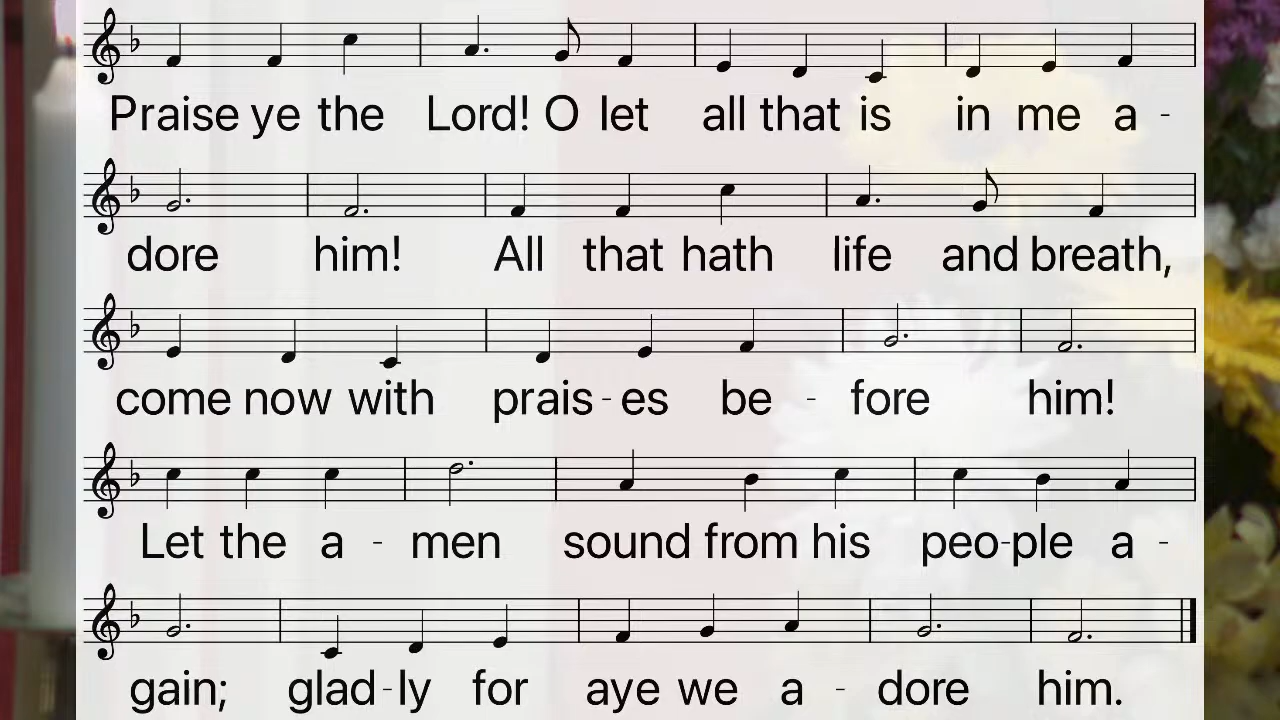 Praise ye the Lord! O let all that is in me a -
dore him! All that hath life and breath,
come now with prais - es be - fore him!
Let the a - men sound from his peo - ple a -
gain; glad - ly for aye we a - dore him.